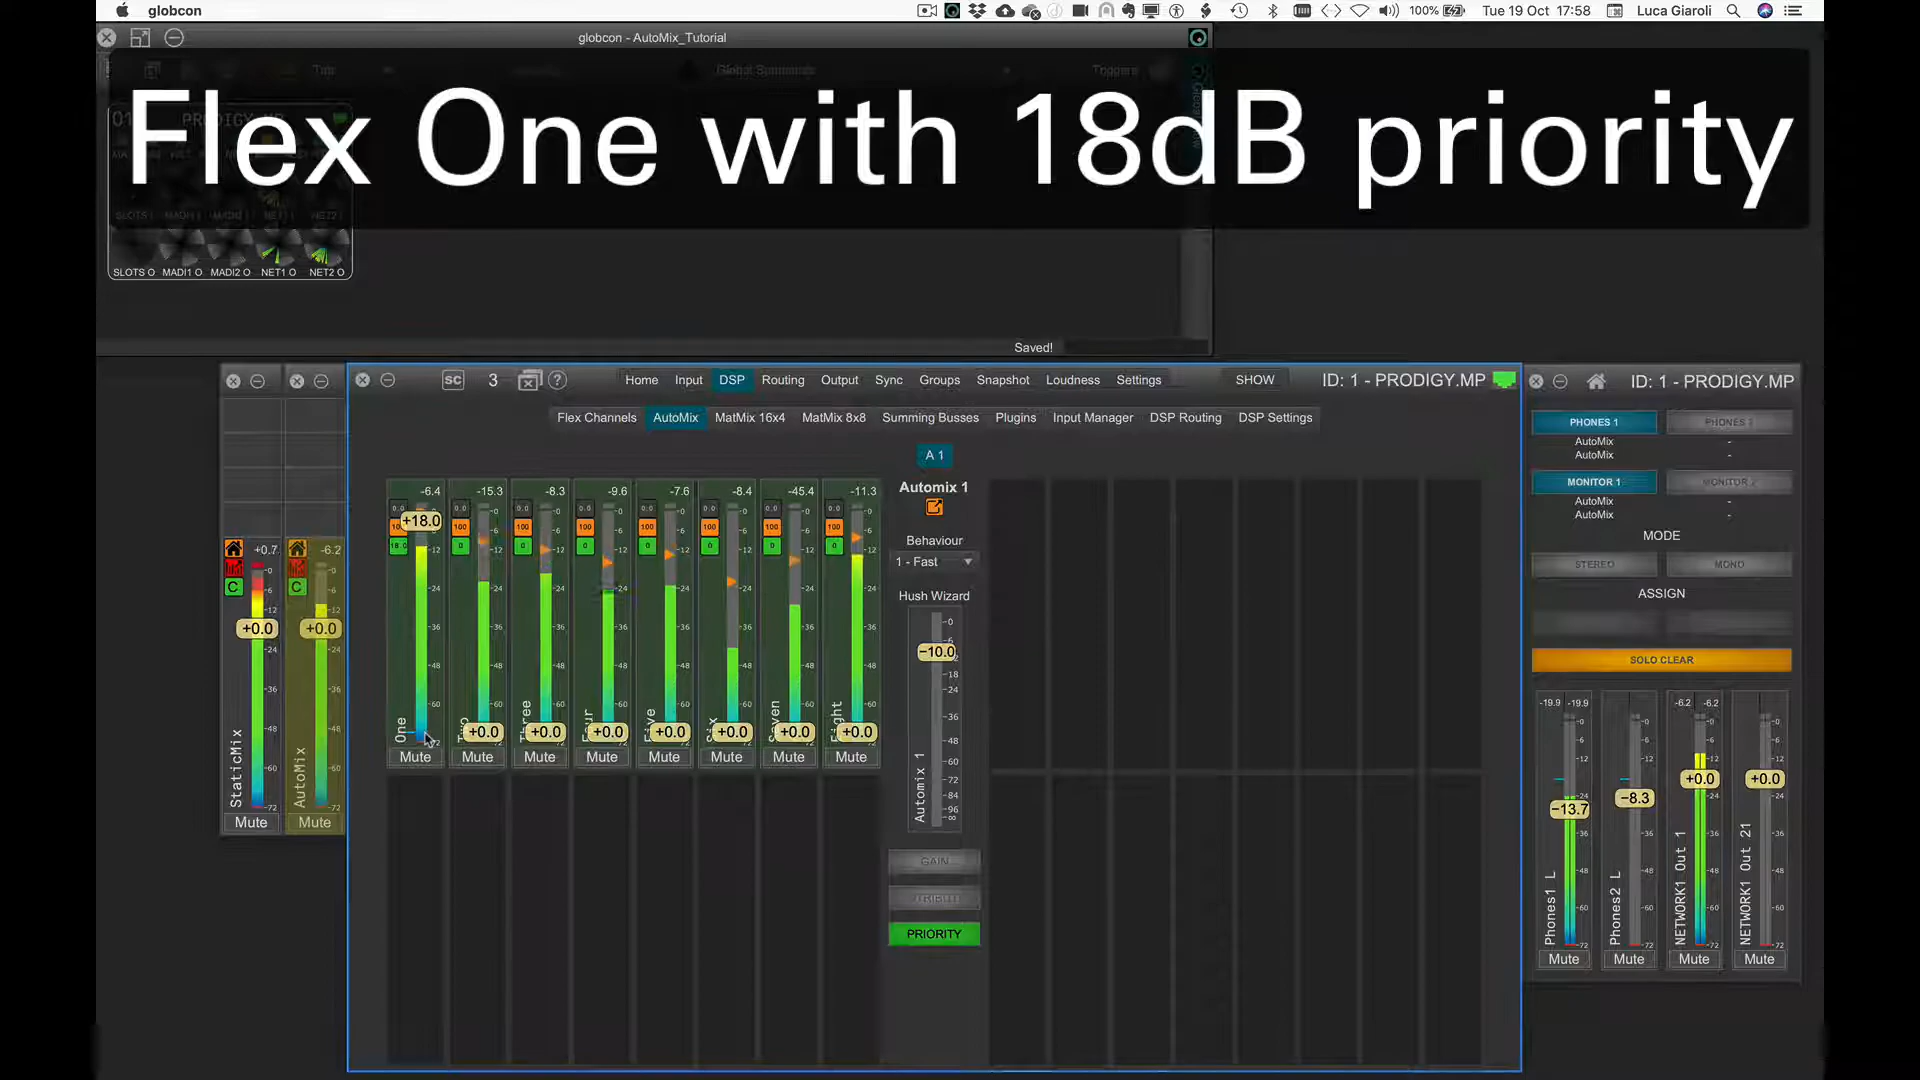 globcon
100%
Tue 19 Oct 17:58
Luca Giaroli
globcon - AutoMix_Tutorial
Triggers
Flex One with 18dB priority
SLOTS O MADI1 O MADI2 O NET1 O NET2 O
Saved!
SC 3 ?
Home Input DSP Routing Output Sync Groups Snapshot Loudness Settings
SHOW
ID: 1 - PRODIGY.MP
Flex Channels AutoMix MatMix 16x4 MatMix 8x8 Summing Busses Plugins Input Manager DSP Routing DSP Settings
A 1
Automix 1
Behaviour
1 - Fast
Hush Wizard
-10.0
Automix 1
GAIN
PRIORITY
-6.4 -15.3 -8.3 -9.6 -7.6 -8.4 -45.4 -11.3
+18.0
One
+0.0 +0.0 +0.0 +0.0 +0.0 +0.0 +0.0
Mute Mute Mute Mute Mute Mute Mute Mute
+0.7 -6.2
C C
+0.0 +0.0
StaticMix AutoMix
Mute Mute
ID: 1 - PRODIGY.MP
PHONES 1
AutoMix -
AutoMix -
MONITOR 1
AutoMix -
AutoMix -
MODE
STEREO MONO
ASSIGN
SOLO CLEAR
-19.9 -19.9 -6.2 -6.2
-13.7 -8.3 +0.0 +0.0
Phones1 L Phones2 L NETWORK1 Out 1 NETWORK1 Out 21
Mute Mute Mute Mute